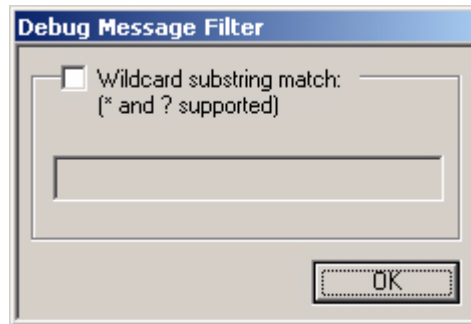 Debug Message Filter
Wildcard substring match:
(* and ? supported)
OK